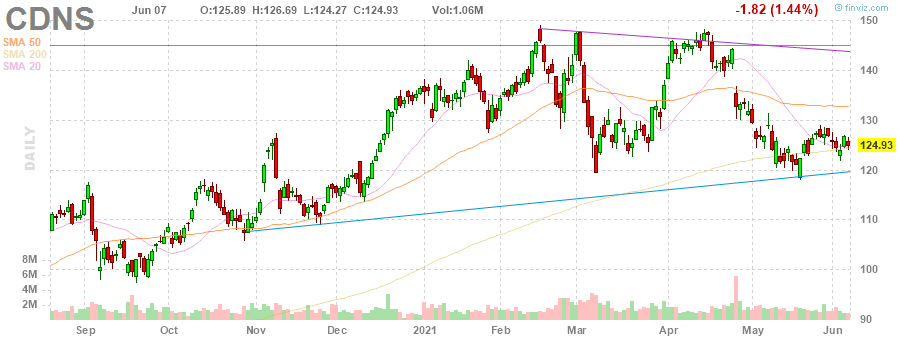 CDNS
Jun 07 O:125.89 H:126.69 L:124.27 C:124.93 Vol:1.06M
© finviz.com
-1.82 (1.44%)
SMA 50
SMA 200
SMA 20
DAILY
150
140
130
124.93
120
110
100
90
8M
6M
4M
2M
Sep Oct Nov Dec 2021 Feb Mar Apr May Jun